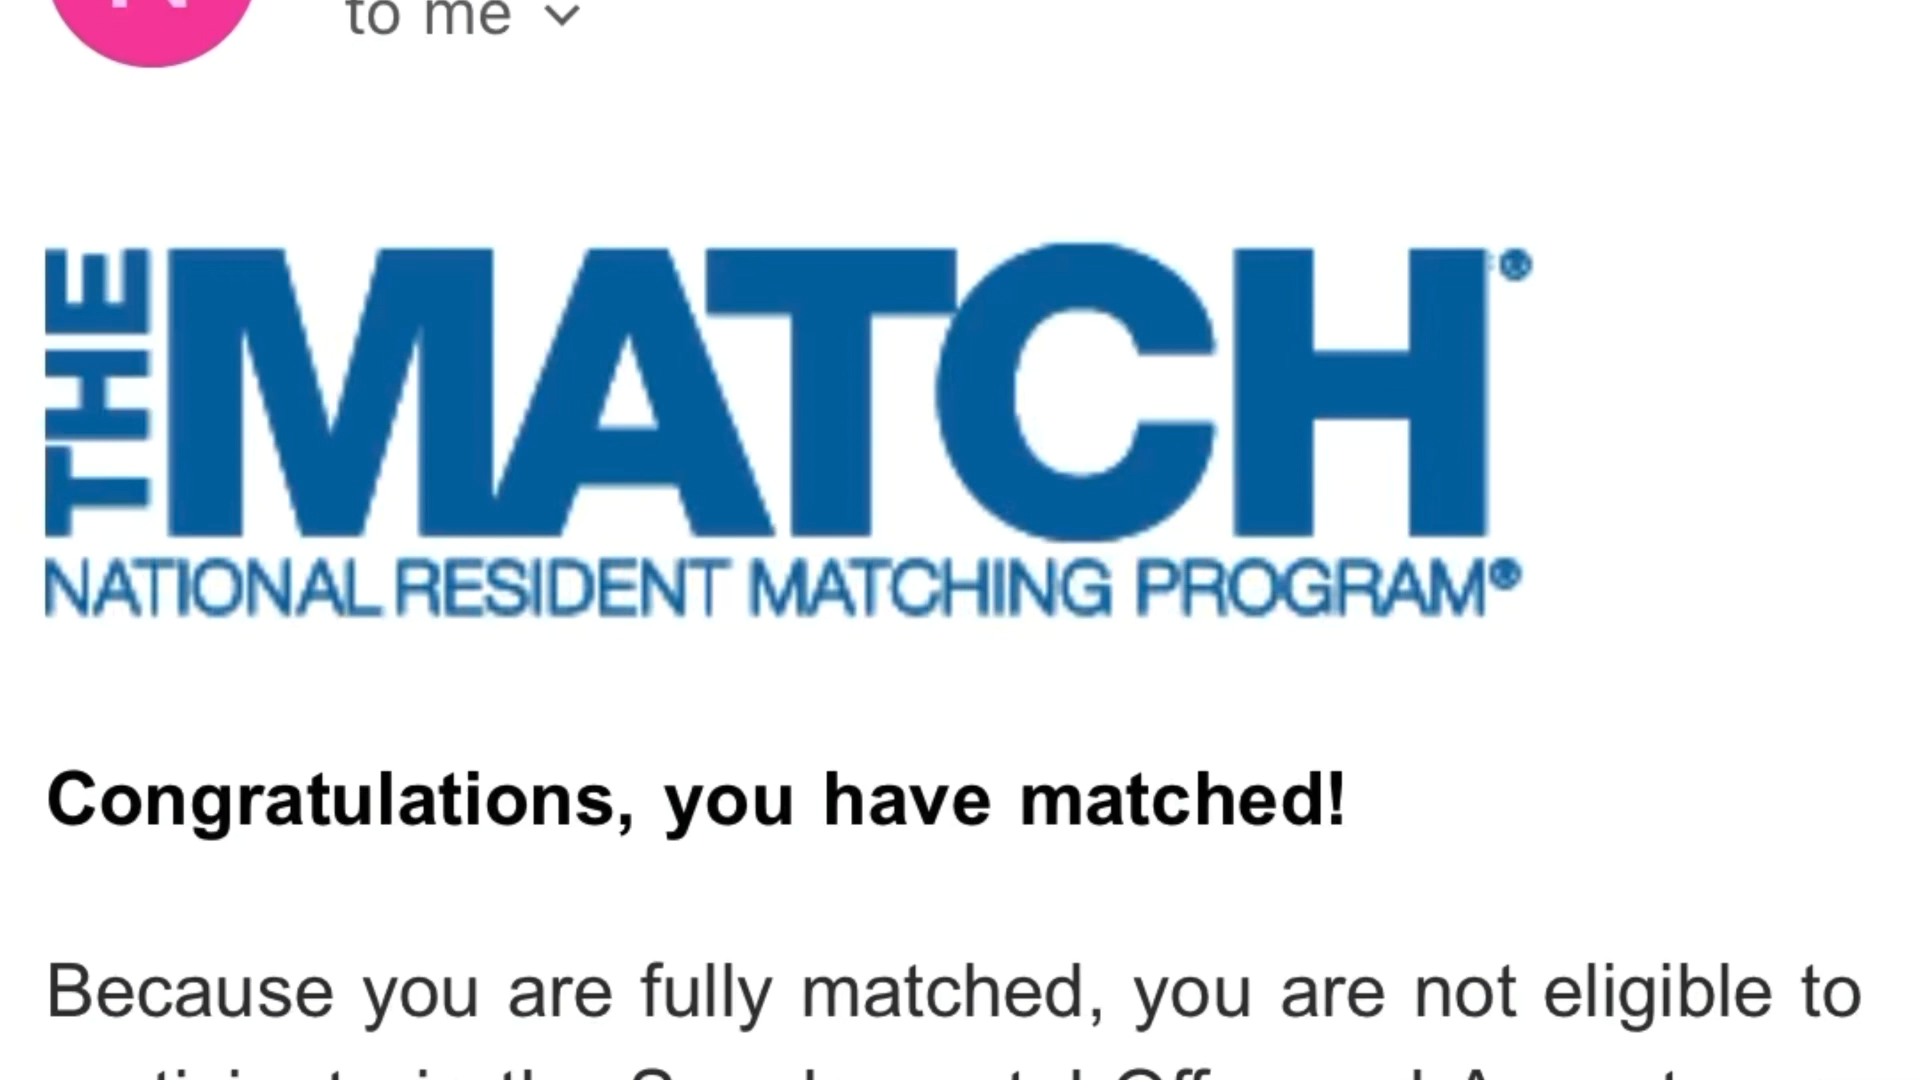 to me
THE MATCH®
NATIONAL RESIDENT MATCHING PROGRAM®
Congratulations, you have matched!
Because you are fully matched, you are not eligible to